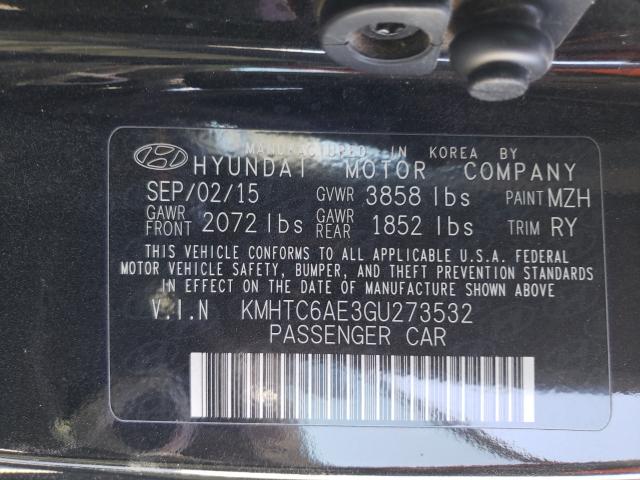 MANUFACTURED IN KOREA BY
HYUNDAI MOTOR COMPANY
SEP/02/15 GVWR 3858 lbs PAINT MZH
GAWR FRONT 2072 lbs GAWR REAR 1852 lbs TRIM RY
THIS VEHICLE CONFORMS TO ALL APPLICABLE U.S.A. FEDERAL
MOTOR VEHICLE SAFETY, BUMPER, AND THEFT PREVENTION STANDARDS
IN EFFECT ON THE DATE OF MANUFACTURE SHOWN ABOVE.
V.I.N KMHTC6AE3GU273532
PASSENGER CAR